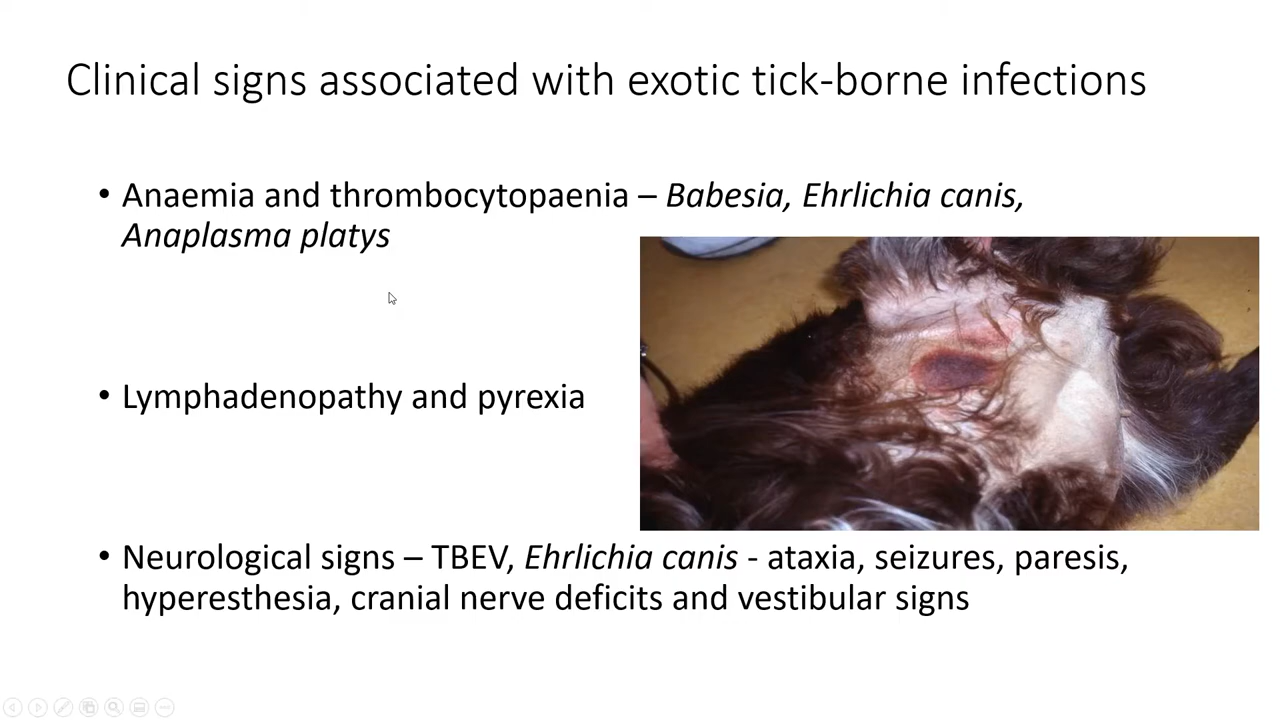 Clinical signs associated with exotic tick-borne infections
• Anaemia and thrombocytopaenia – Babesia, Ehrlichia canis,
Anaplasma platys
• Lymphadenopathy and pyrexia
• Neurological signs – TBEV, Ehrlichia canis - ataxia, seizures, paresis,
hyperesthesia, cranial nerve deficits and vestibular signs